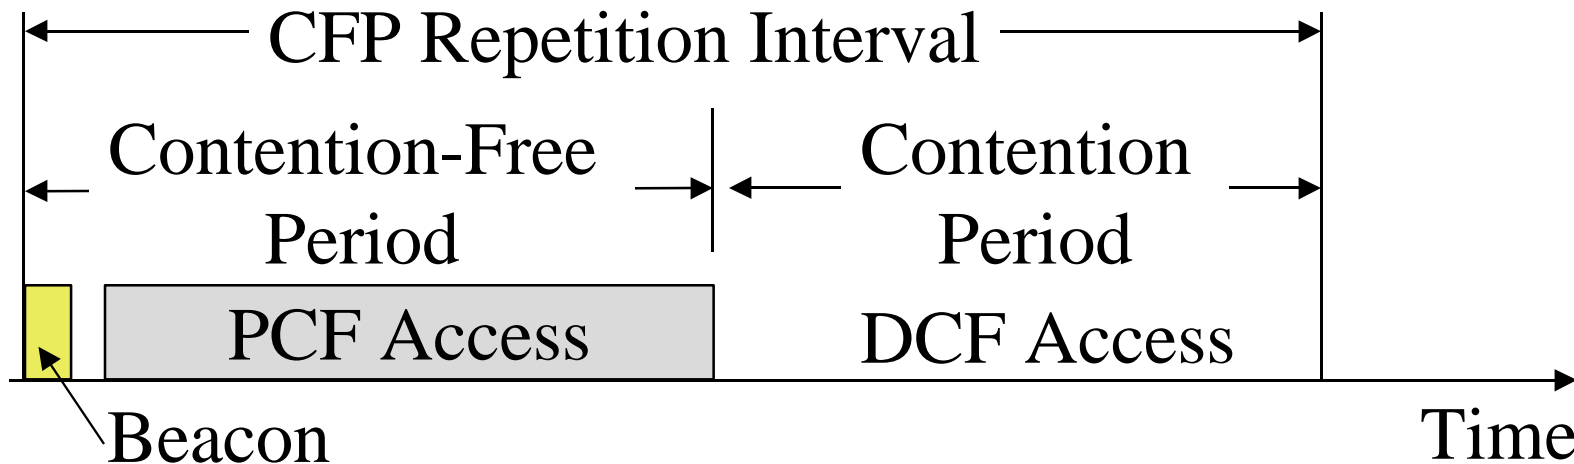 CFP Repetition Interval
Contention-Free
Period
Contention
Period
PCF Access
DCF Access
Beacon
Time